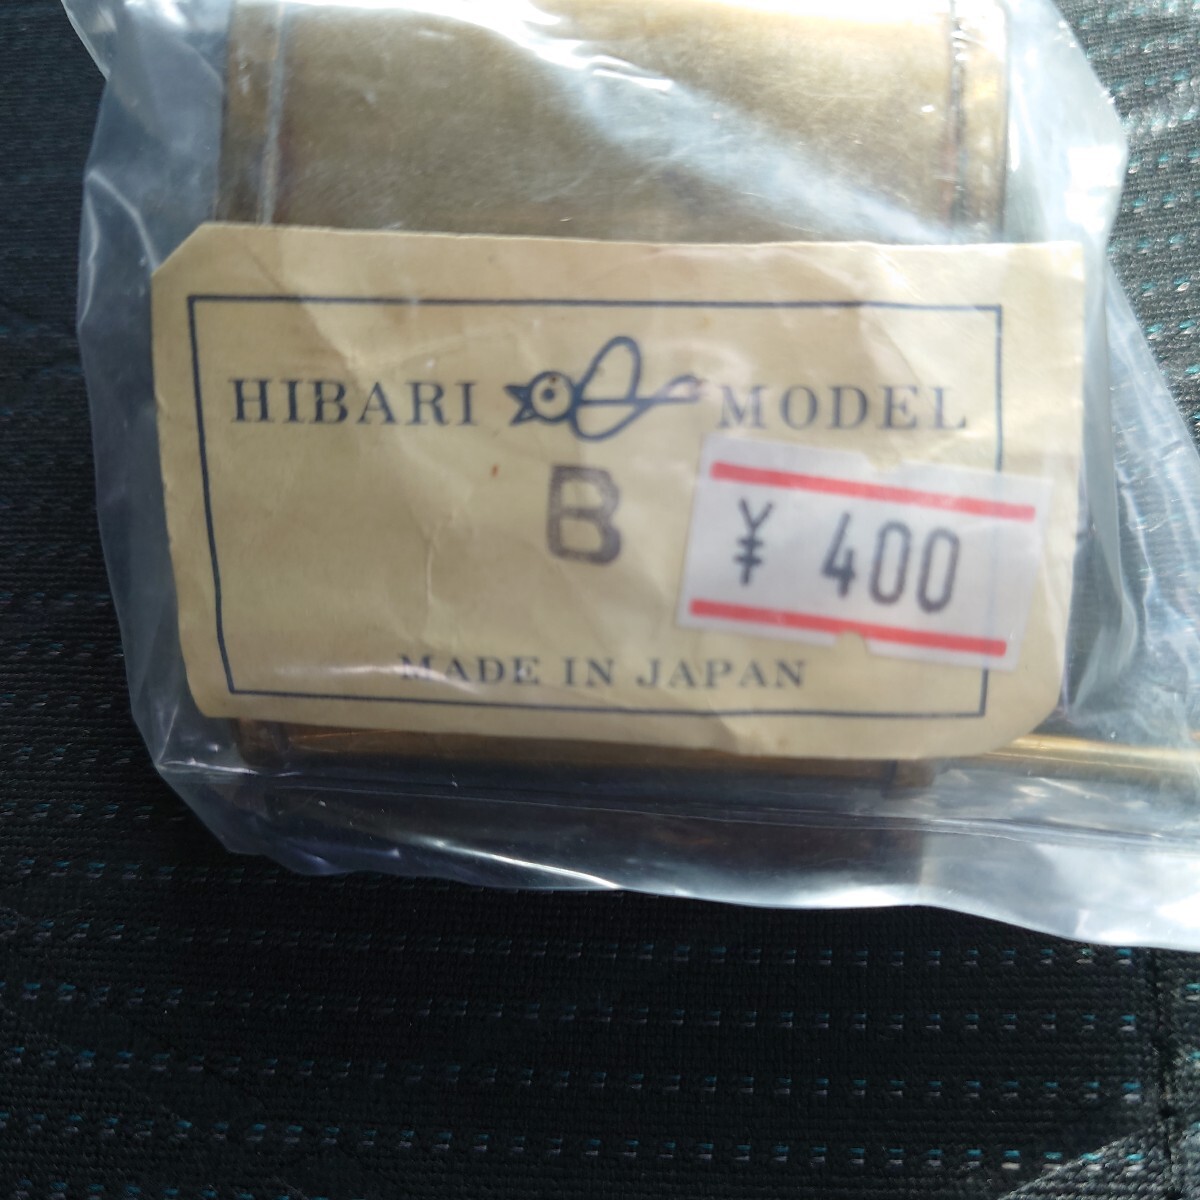 HIBARI MODEL
B
¥ 400
MADE IN JAPAN